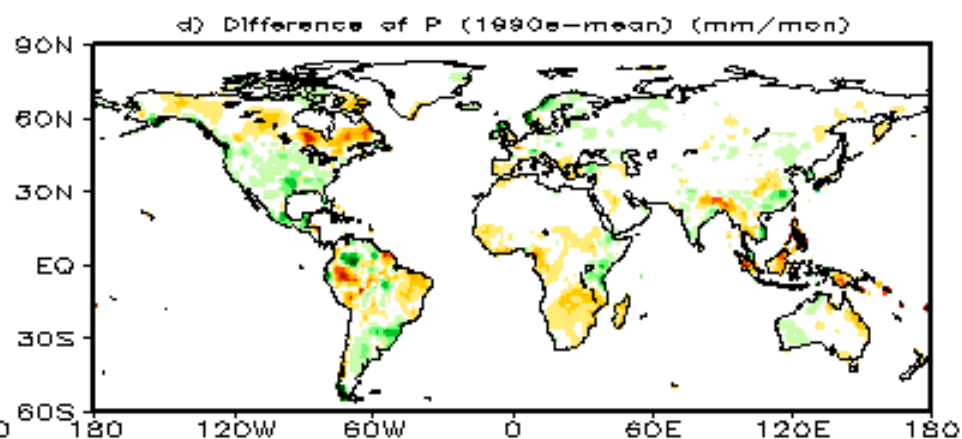 d) Difference of P (1990s-mean) (mm/mon)
90N
60N
30N
EQ
30S
60S
180 120W 60W 0 60E 120E 180